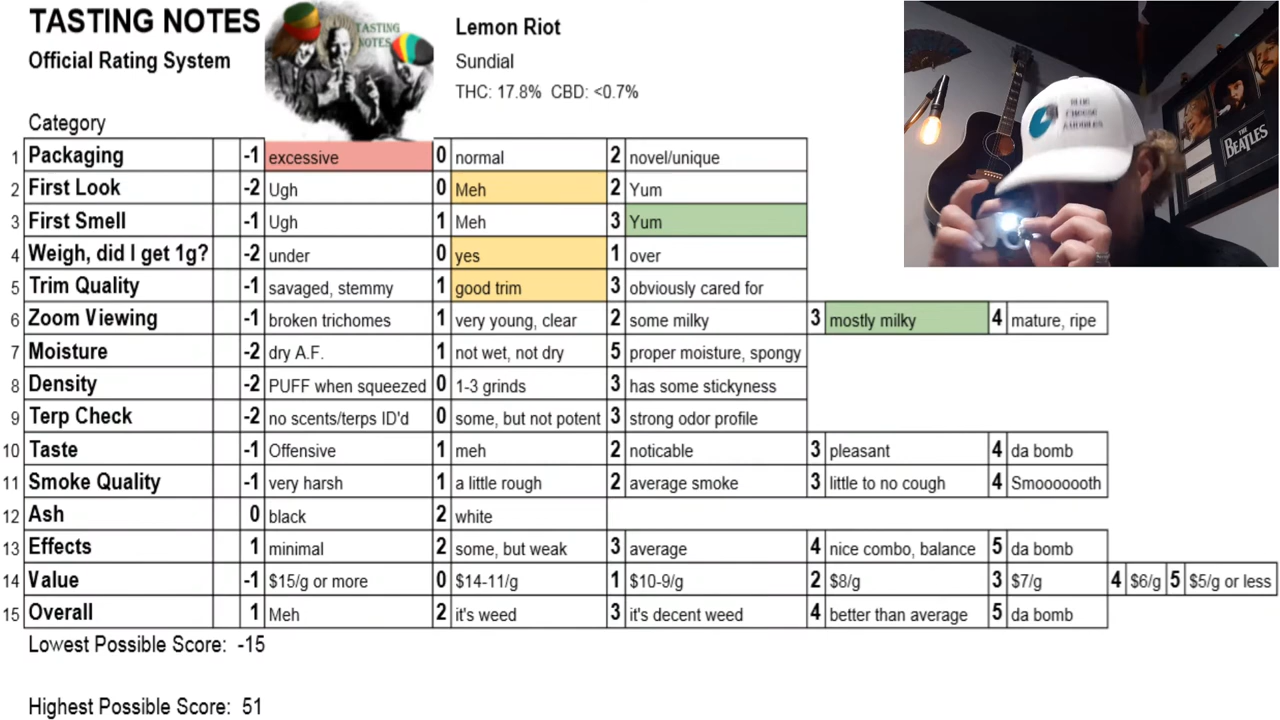 TASTING NOTES
Official Rating System
TASTING
NOTES
Lemon Riot
Sundial
THC: 17.8% CBD: <0.7%
BLUE
CHEESE
THE
BEATLES
Category
1 Packaging -1 excessive 0 normal 2 novel/unique
2 First Look -2 Ugh 0 Meh 2 Yum
3 First Smell -1 Ugh 1 Meh 3 Yum
4 Weigh, did I get 1g? -2 under 0 yes 1 over
5 Trim Quality -1 savaged, stemmy 1 good trim 3 obviously cared for
6 Zoom Viewing -1 broken trichomes 1 very young, clear 2 some milky 3 mostly milky 4 mature, ripe
7 Moisture -2 dry A.F. 1 not wet, not dry 5 proper moisture, spongy
8 Density -2 PUFF when squeezed 0 1-3 grinds 3 has some stickyness
9 Terp Check -2 no scents/terps ID'd 0 some, but not potent 3 strong odor profile
10 Taste -1 Offensive 1 meh 2 noticable 3 pleasant 4 da bomb
11 Smoke Quality -1 very harsh 1 a little rough 2 average smoke 3 little to no cough 4 Smooooooth
12 Ash 0 black 2 white
13 Effects 1 minimal 2 some, but weak 3 average 4 nice combo, balance 5 da bomb
14 Value -1 $15/g or more 0 $14-11/g 1 $10-9/g 2 $8/g 3 $7/g 4 $6/g 5 $5/g or less
15 Overall 1 Meh 2 it's weed 3 it's decent weed 4 better than average 5 da bomb
Lowest Possible Score: -15
Highest Possible Score: 51